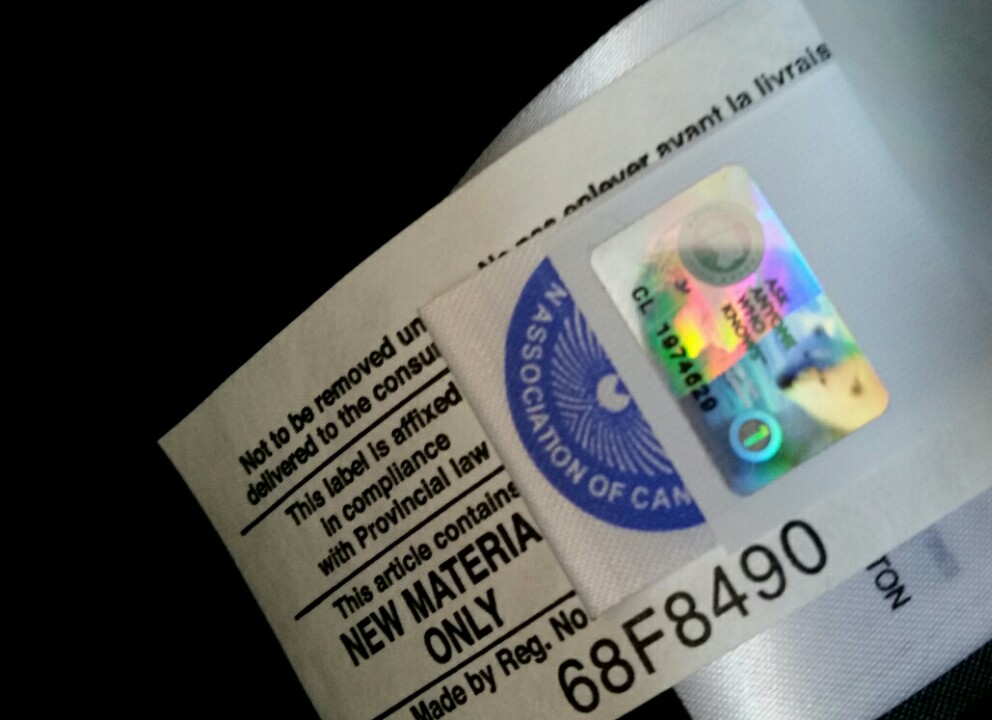 Ne pas enlever avant la livrais
Not to be removed un
delivered to the consu
This label is affixed
in compliance
with Provincial law
This article contains
NEW MATERIA
ONLY
Made by Reg. No
68F8490
N ASSOCIATION OF CAN
ASK
ANYONE
WHO
KNOWS
CL 1974620
1
TON